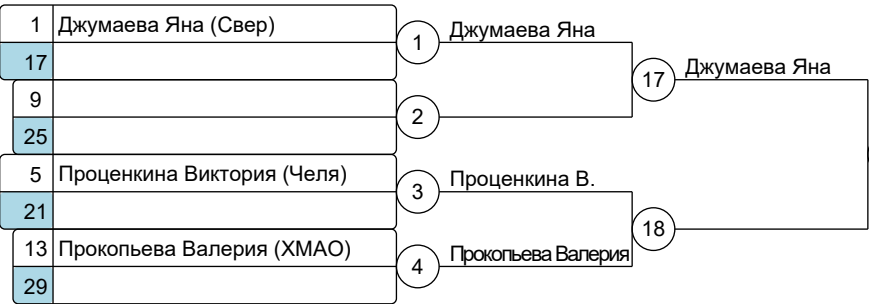 1 Джумаева Яна (Свер)
17
1 Джумаева Яна
9
25
2
17 Джумаева Яна
5 Проценкина Виктория (Челя)
21
3 Проценкина В.
13 Прокопьева Валерия (ХМАО)
29
4 Прокопьева Валерия
18